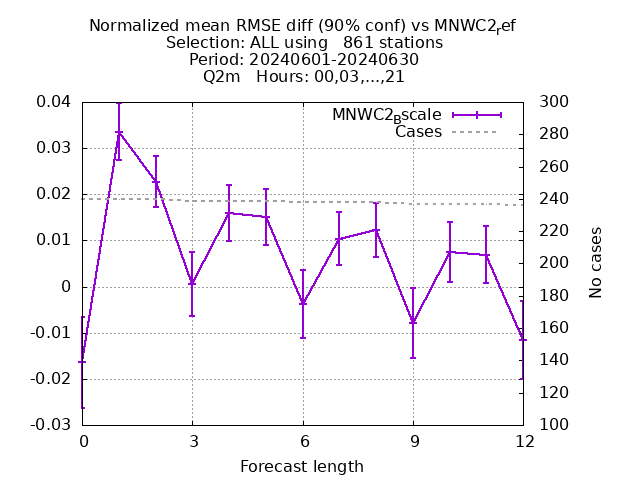 Normalized mean RMSE diff (90% conf) vs MNWC2ref
Selection: ALL using   861 stations
Period: 20240601-20240630
Q2m   Hours: 00,03,...,21
MNWC2Bscale
Cases
0.04
0.03
0.02
0.01
0
-0.01
-0.02
-0.03
300
280
260
240
220
200
180
160
140
120
100
No cases
0 3 6 9 12
Forecast length